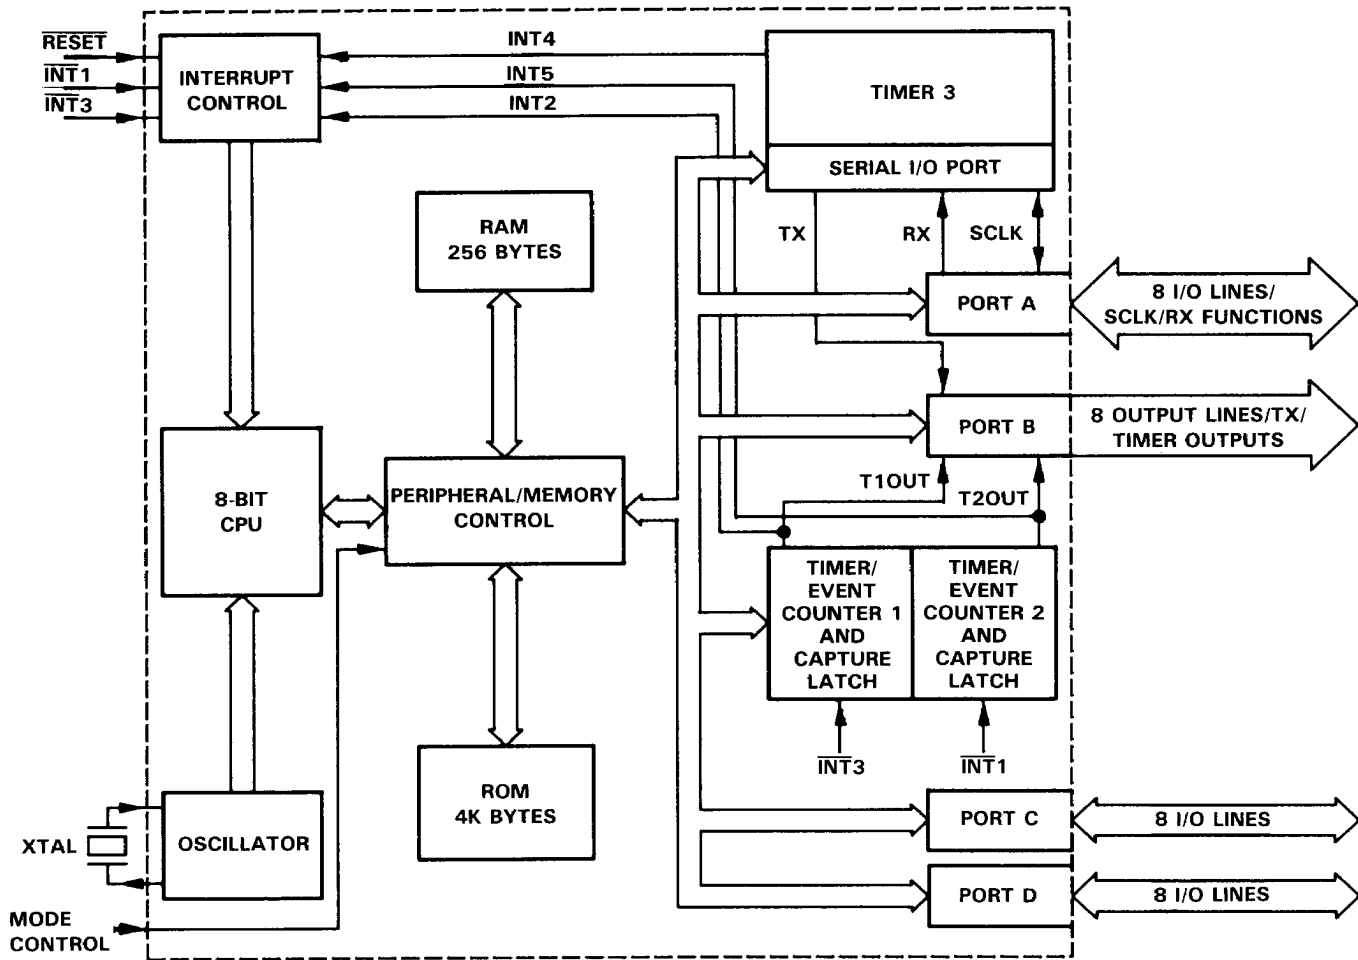 RESET
INT1
INT3
INTERRUPT
CONTROL
INT4
INT5
INT2
TIMER 3
SERIAL I/O PORT
TX
RX
SCLK
RAM
256 BYTES
PORT A
8 I/O LINES/
SCLK/RX FUNCTIONS
PORT B
8 OUTPUT LINES/TX/
TIMER OUTPUTS
T1OUT
T2OUT
8-BIT
CPU
PERIPHERAL/MEMORY
CONTROL
TIMER/
EVENT
COUNTER 1
AND
CAPTURE
LATCH
TIMER/
EVENT
COUNTER 2
AND
CAPTURE
LATCH
INT3
INT1
ROM
4K BYTES
XTAL
OSCILLATOR
PORT C
8 I/O LINES
PORT D
8 I/O LINES
MODE
CONTROL